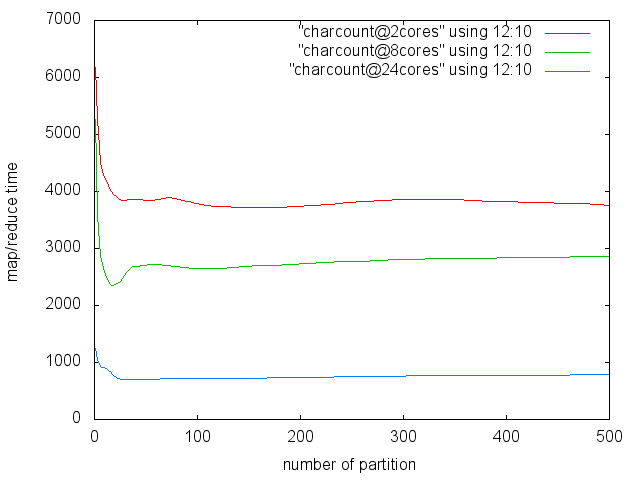 7000
"charcount@2cores" using 12:10
"charcount@8cores" using 12:10
"charcount@24cores" using 12:10
6000
5000
4000
3000
2000
1000
0
map/reduce time
0 100 200 300 400 500
number of partition